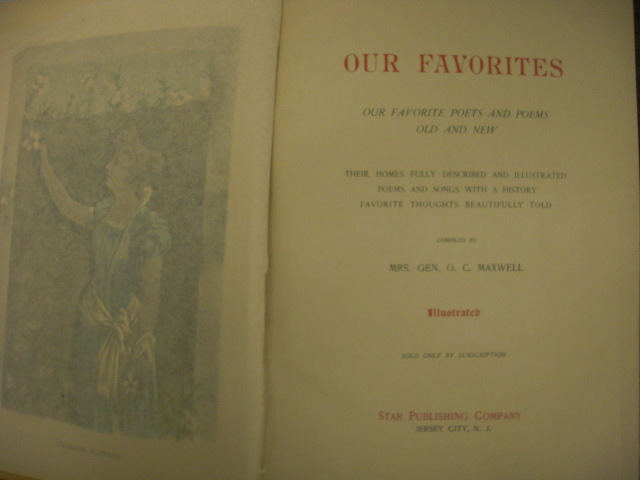 OUR FAVORITES
OUR FAVORITE POETS AND POEMS
OLD AND NEW
THEIR HOMES FULLY DESCRIBED AND ILLUSTRATED
POEMS AND SONGS WITH A HISTORY
FAVORITE THOUGHTS BEAUTIFULLY TOLD
COMPILED BY
MRS. GEN. O. C. MAXWELL
Illustrated
SOLD ONLY BY SUBSCRIPTION
STAR PUBLISHING COMPANY
JERSEY CITY, N. J.